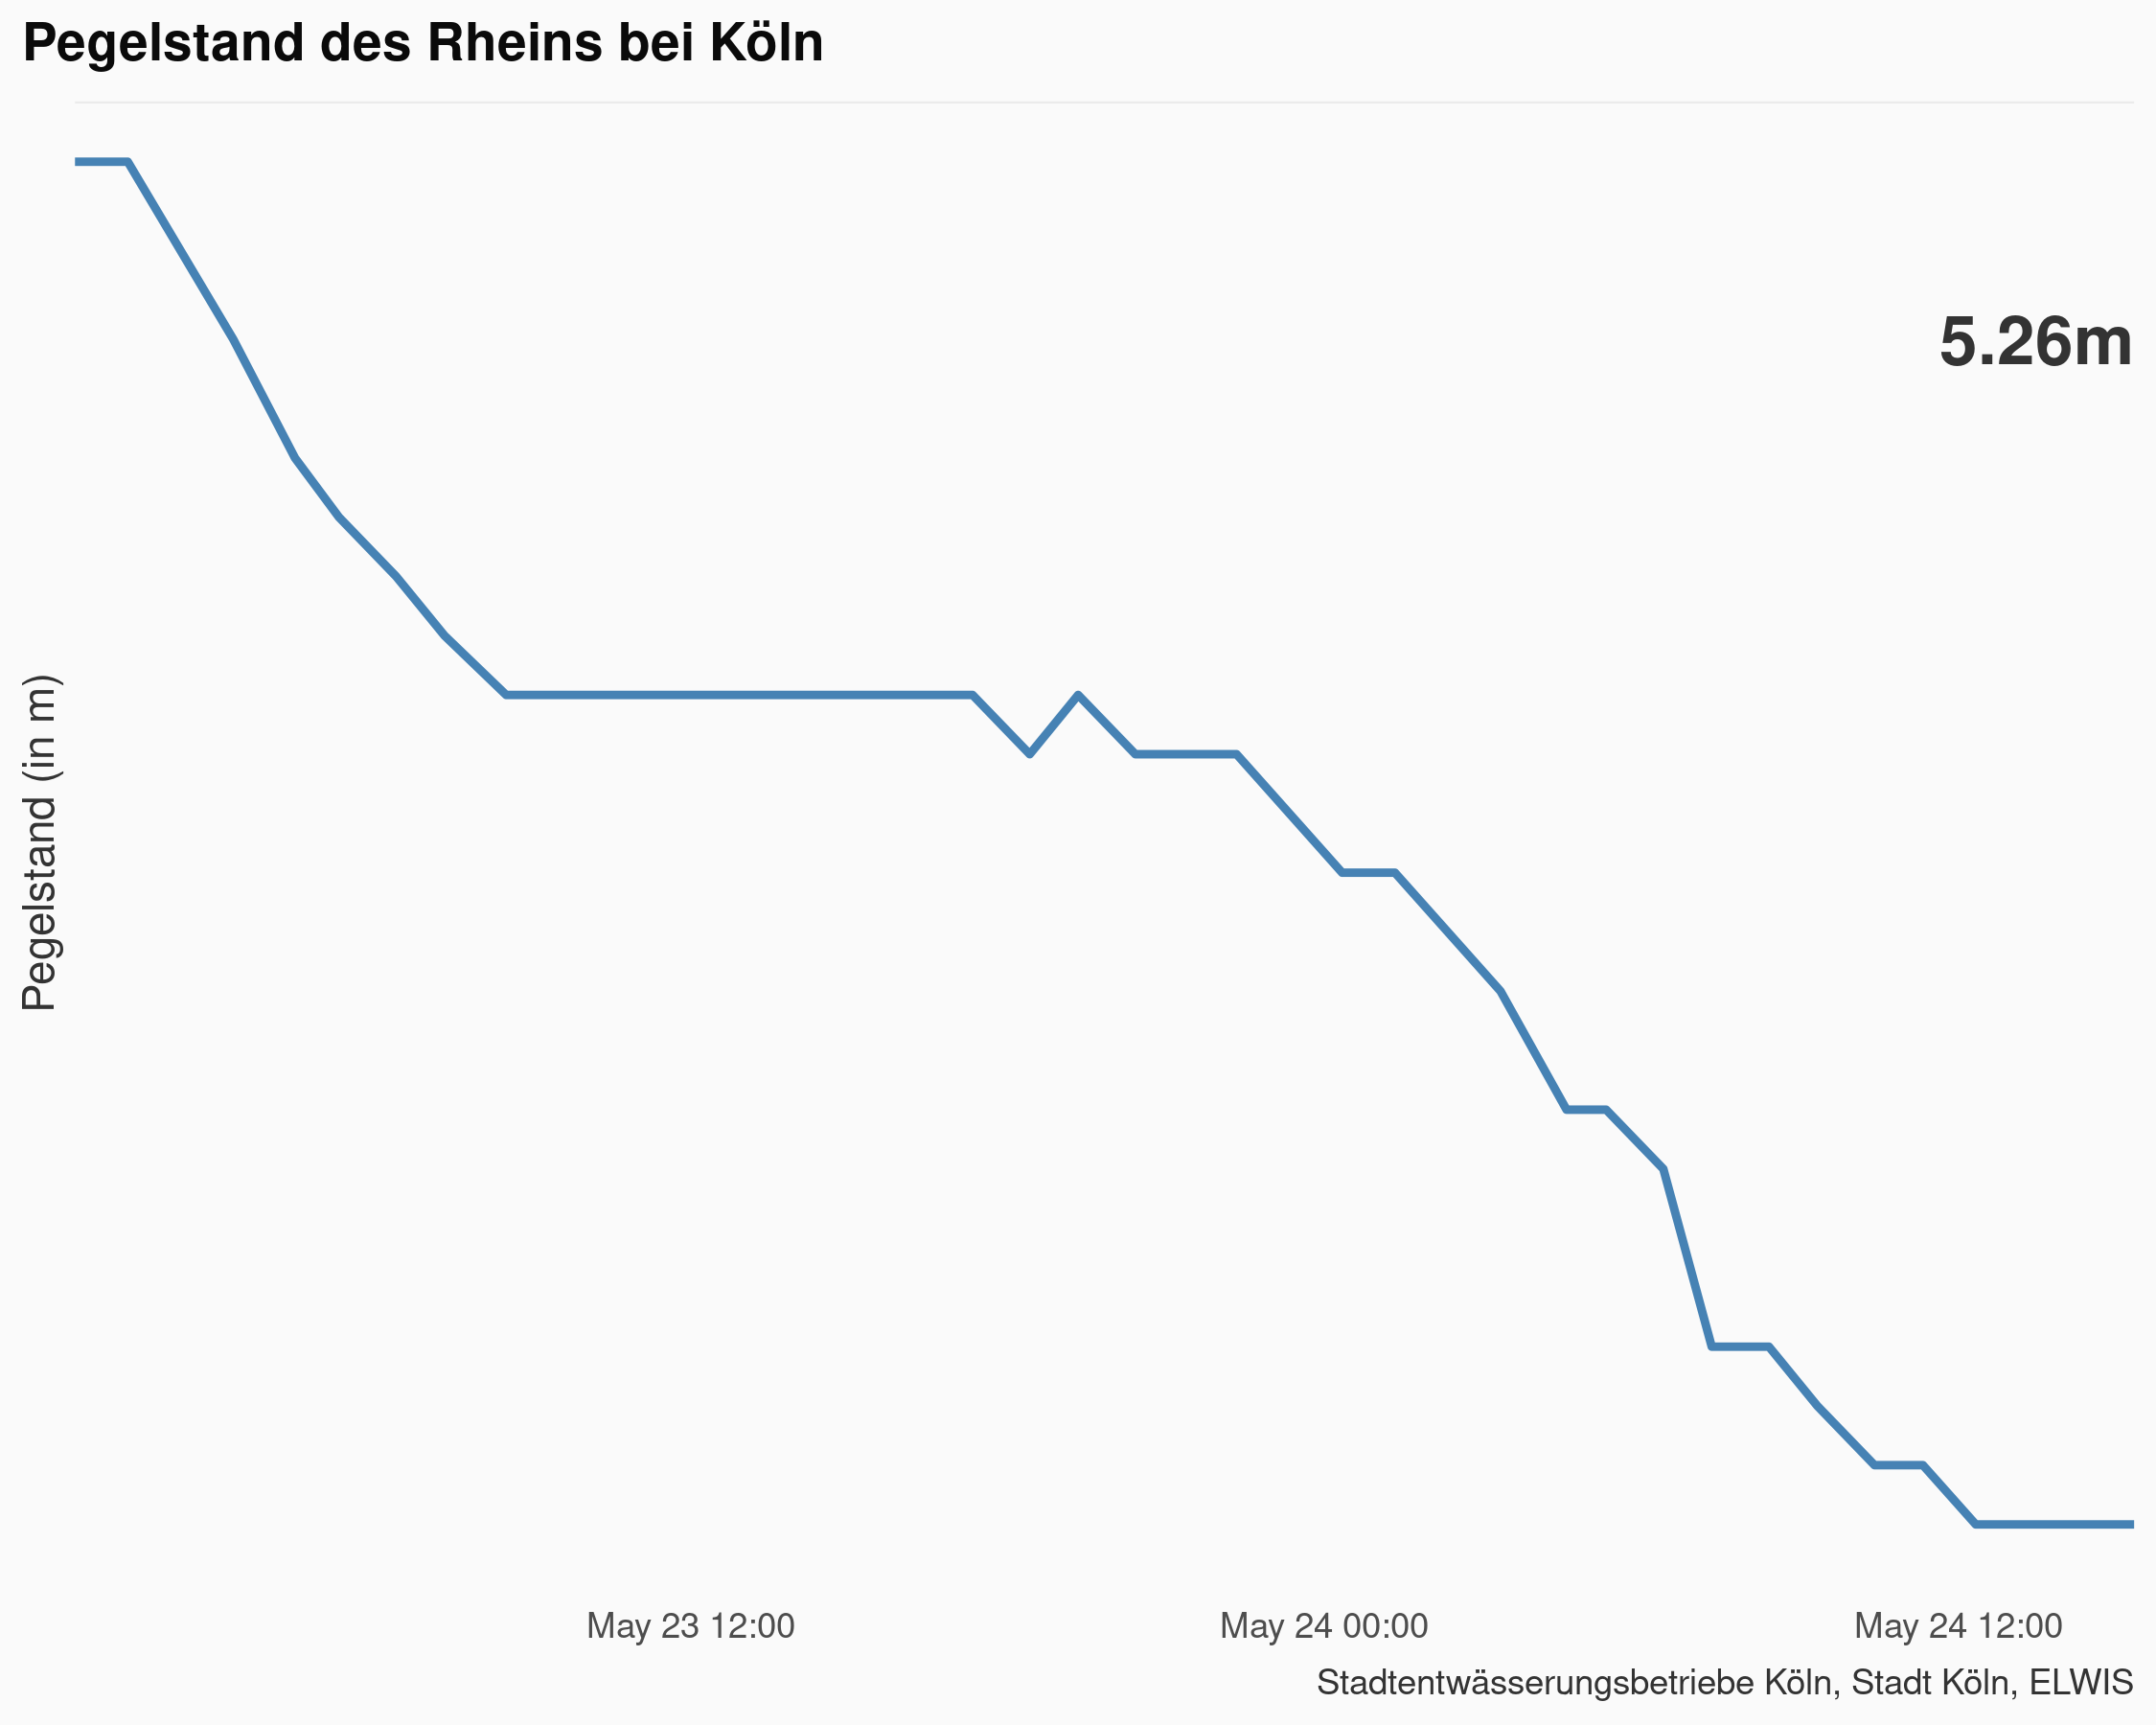 Pegelstand des Rheins bei Köln
5.26m
Pegelstand (in m)
May 23 12:00
May 24 00:00
May 24 12:00
Stadtentwässerungsbetriebe Köln, Stadt Köln, ELWIS